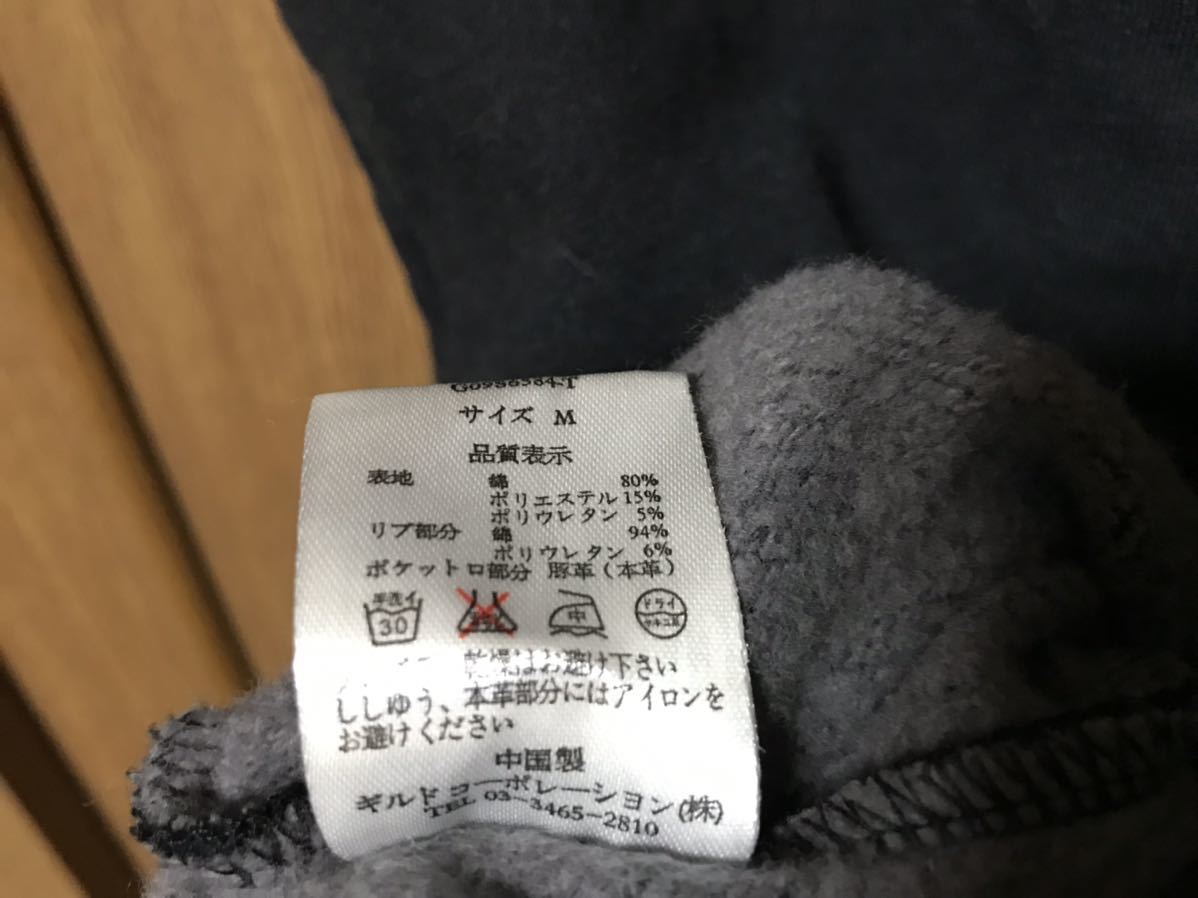 サイズ M
品質表示
表地 綿 80%
ポリエステル 15%
ポリウレタン 5%
リブ部分 綿 94%
ポリウレタン 6%
ポケット口部分 豚革(本革)
手洗イ 30 中 ドライ
乾燥はお避け下さい
ししゆう、本革部分にはアイロンを
お避けください
中国製
ギルドコーポレーシヨン(株)
TEL 03-3465-2810